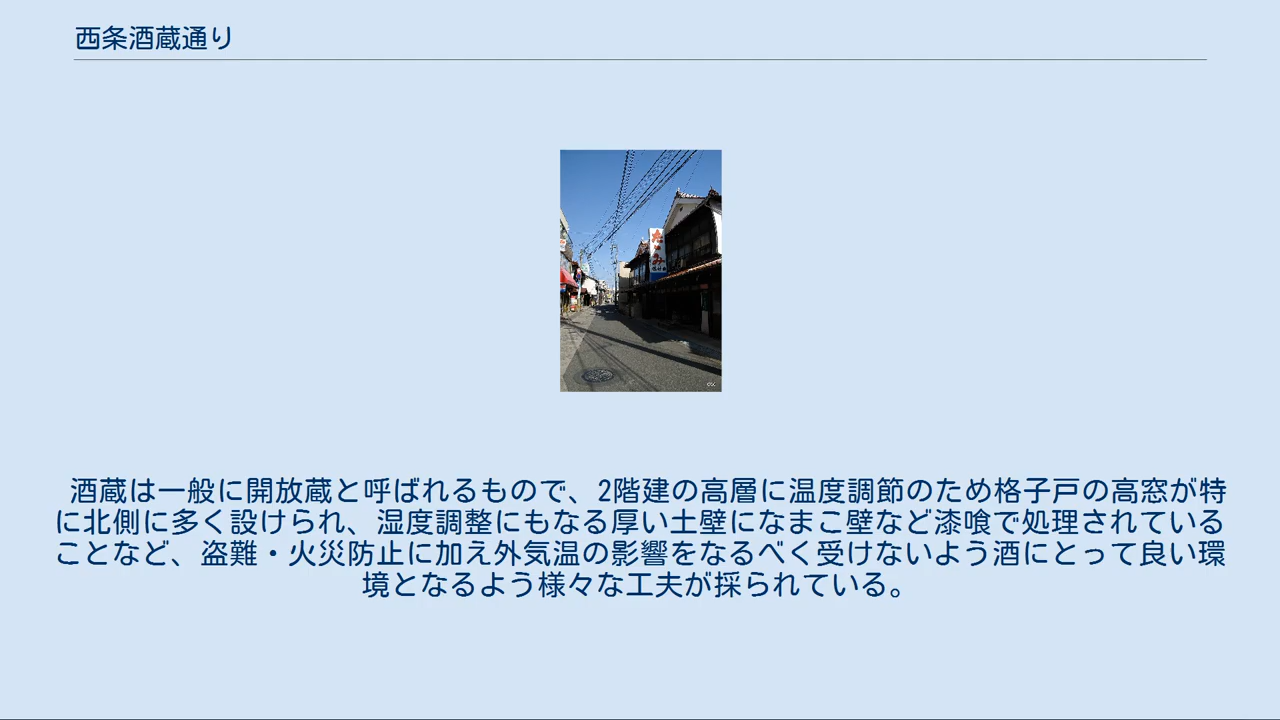 西条酒蔵通り
酒蔵は一般に開放蔵と呼ばれるもので、2階建の高層に温度調節のため格子戸の高窓が特
に北側に多く設けられ、湿度調整にもなる厚い土壁になまこ壁など漆喰で処理されている
ことなど、盗難・火災防止に加え外気温の影響をなるべく受けないよう酒にとって良い環
境となるよう様々な工夫が採られている。